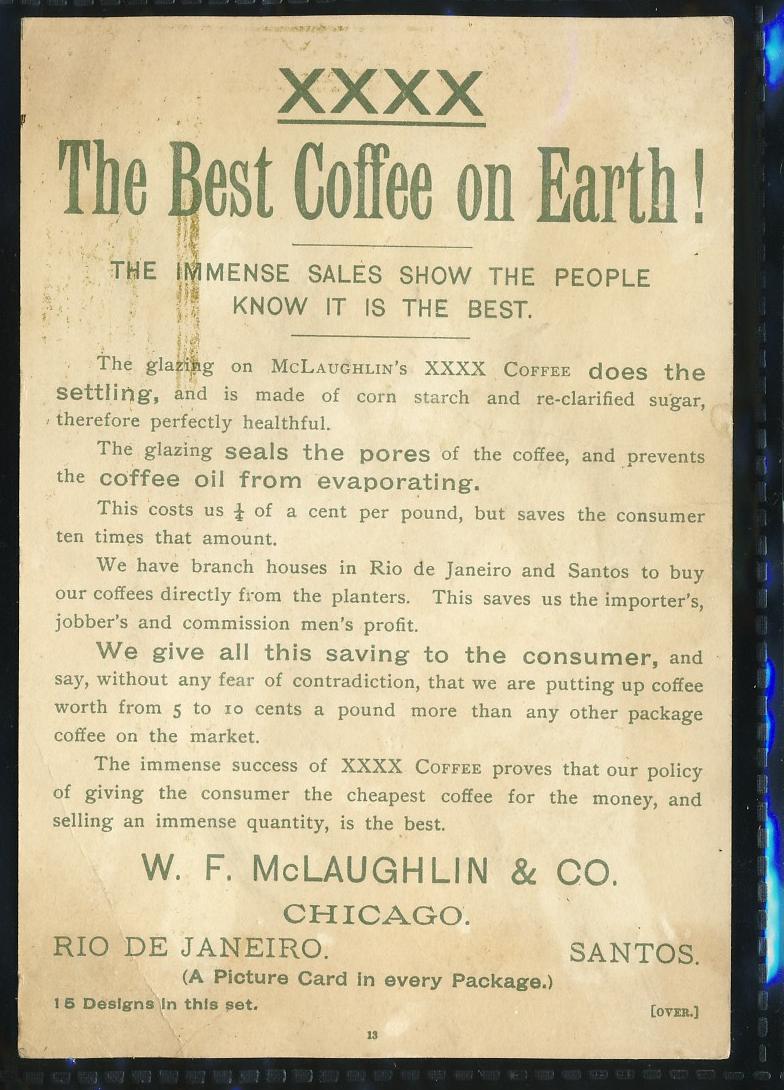 XXXX
The Best Coffee on Earth!
THE IMMENSE SALES SHOW THE PEOPLE
KNOW IT IS THE BEST.
The glazing on McLaughlin's XXXX Coffee does the
settling, and is made of corn starch and re-clarified sugar,
therefore perfectly healthful.
The glazing seals the pores of the coffee, and prevents
the coffee oil from evaporating.
This costs us ¼ of a cent per pound, but saves the consumer
ten times that amount.
We have branch houses in Rio de Janeiro and Santos to buy
our coffees directly from the planters. This saves us the importer's,
jobber's and commission men's profit.
We give all this saving to the consumer, and
say, without any fear of contradiction, that we are putting up coffee
worth from 5 to 10 cents a pound more than any other package
coffee on the market.
The immense success of XXXX Coffee proves that our policy
of giving the consumer the cheapest coffee for the money, and
selling an immense quantity, is the best.
W. F. McLAUGHLIN & CO.
CHICAGO.
RIO DE JANEIRO. SANTOS.
(A Picture Card in every Package.)
15 Designs in this set. [OVER.]
13